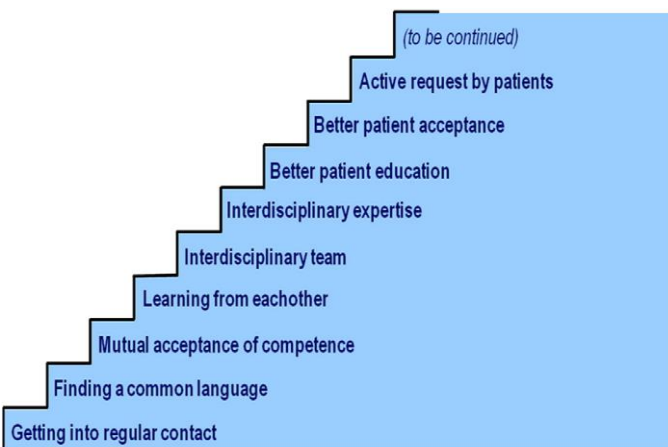 (to be continued)
Active request by patients
Better patient acceptance
Better patient education
Interdisciplinary expertise
Interdisciplinary team
Learning from eachother
Mutual acceptance of competence
Finding a common language
Getting into regular contact